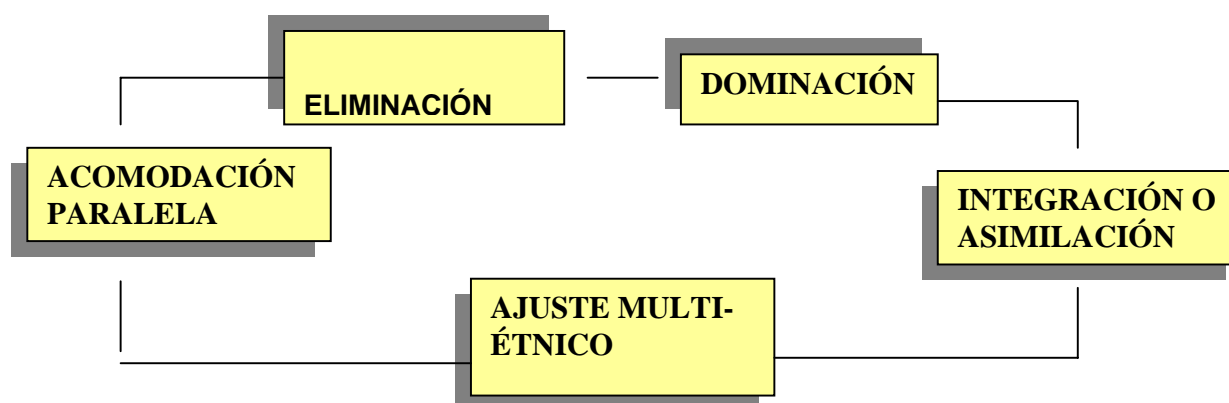 ELIMINACIÓN
DOMINACIÓN
ACOMODACIÓN
PARALELA
INTEGRACIÓN O
ASIMILACIÓN
AJUSTE MULTI-
ÉTNICO